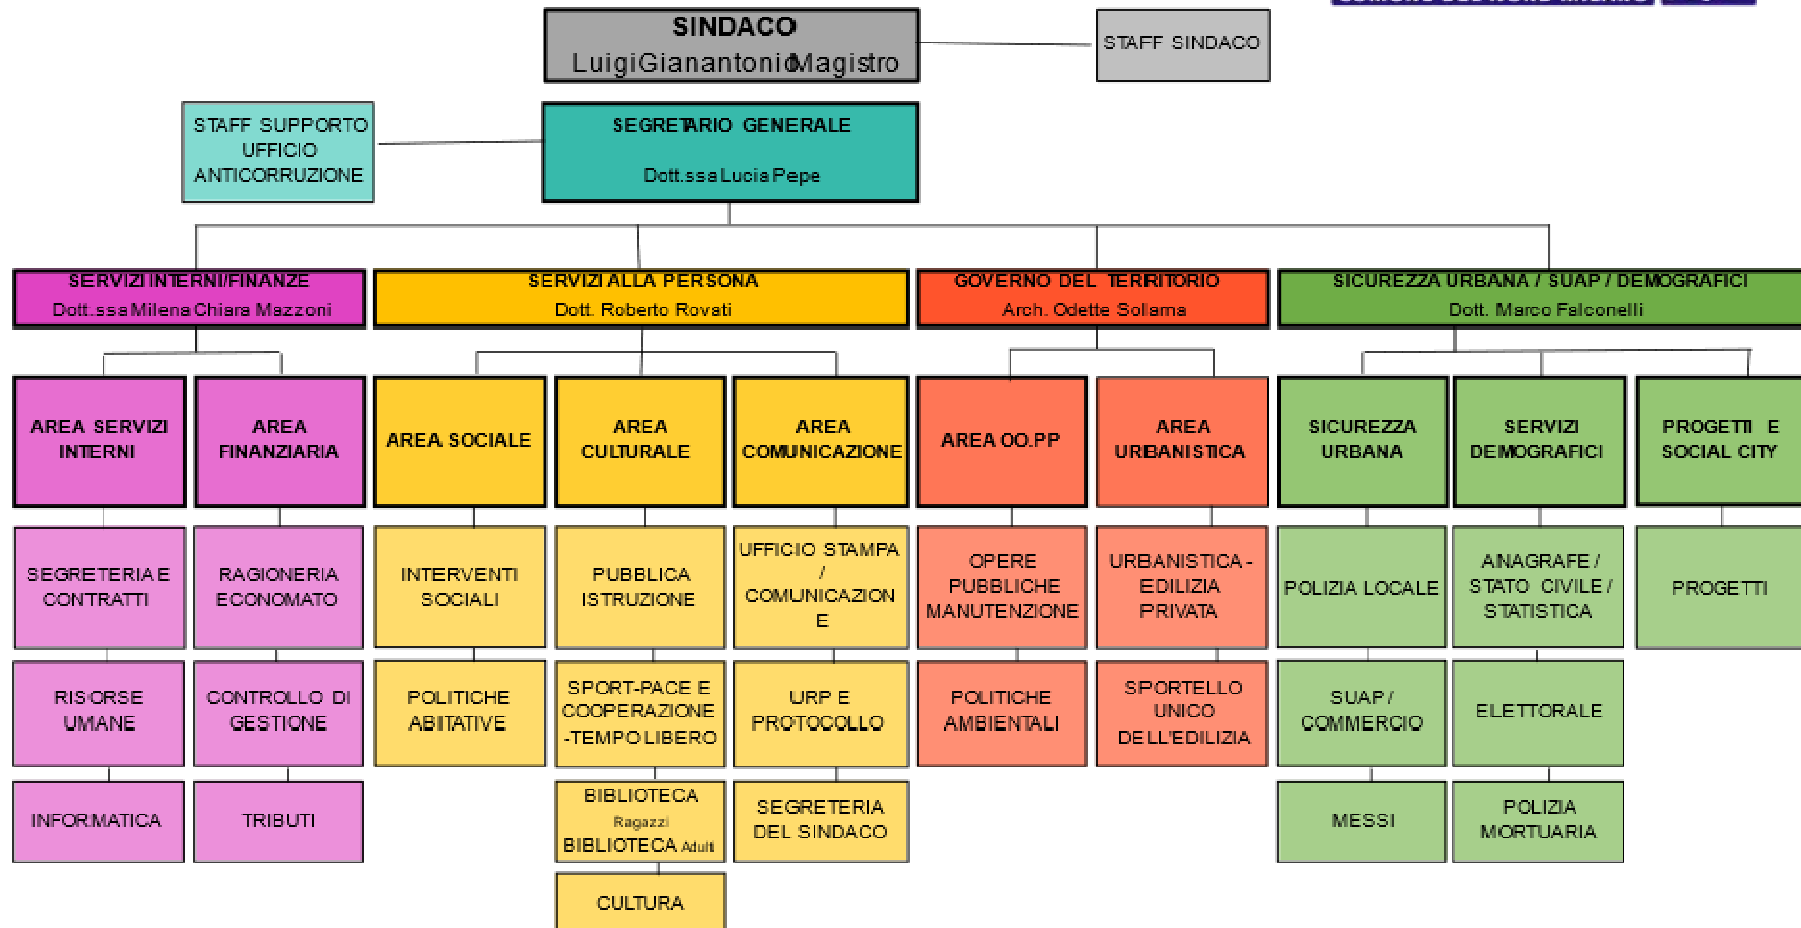 SINDACO
Luigi Gianantonio Magistro
STAFF SINDACO
STAFF SUPPORTO
UFFICIO
ANTICORRUZIONE
SEGRETARIO GENERALE
Dott.ssa Lucia Pepe
SERVIZI INTERNI/FINANZE
Dott.ssa Milena Chiara Mazzoni
SERVIZI ALLA PERSONA
Dott. Roberto Rovati
GOVERNO DEL TERRITORIO
Arch. Odette Sollama
SICUREZZA URBANA / SUAP / DEMOGRAFICI
Dott. Marco Falconelli
AREA SERVIZI
INTERNI
AREA
FINANZIARIA
AREA SOCIALE
AREA
CULTURALE
AREA
COMUNICAZIONE
AREA OO.PP
AREA
URBANISTICA
SICUREZZA
URBANA
SERVIZI
DEMOGRAFICI
PROGETTI E
SOCIAL CITY
SEGRETERIA E
CONTRATTI
RAGIONERIA
ECONOMATO
INTERVENTI
SOCIALI
PUBBLICA
ISTRUZIONE
UFFICIO STAMPA
/
COMUNICAZION
E
OPERE
PUBBLICHE
MANUTENZIONE
URBANISTICA -
EDILIZIA
PRIVATA
POLIZIA LOCALE
ANAGRAFE /
STATO CIVILE /
STATISTICA
PROGETTI
RISORSE
UMANE
CONTROLLO DI
GESTIONE
POLITICHE
ABITATIVE
SPORT-PACE E
COOPERAZIONE
-TEMPO LIBERO
URP E
PROTOCOLLO
POLITICHE
AMBIENTALI
SPORTELLO
UNICO
DELL'EDILIZIA
SUAP /
COMMERCIO
ELETTORALE
INFORMATICA
TRIBUTI
BIBLIOTECA
Ragazzi
BIBLIOTECA Adulti
SEGRETERIA
DEL SINDACO
MESSI
POLIZIA
MORTUARIA
CULTURA